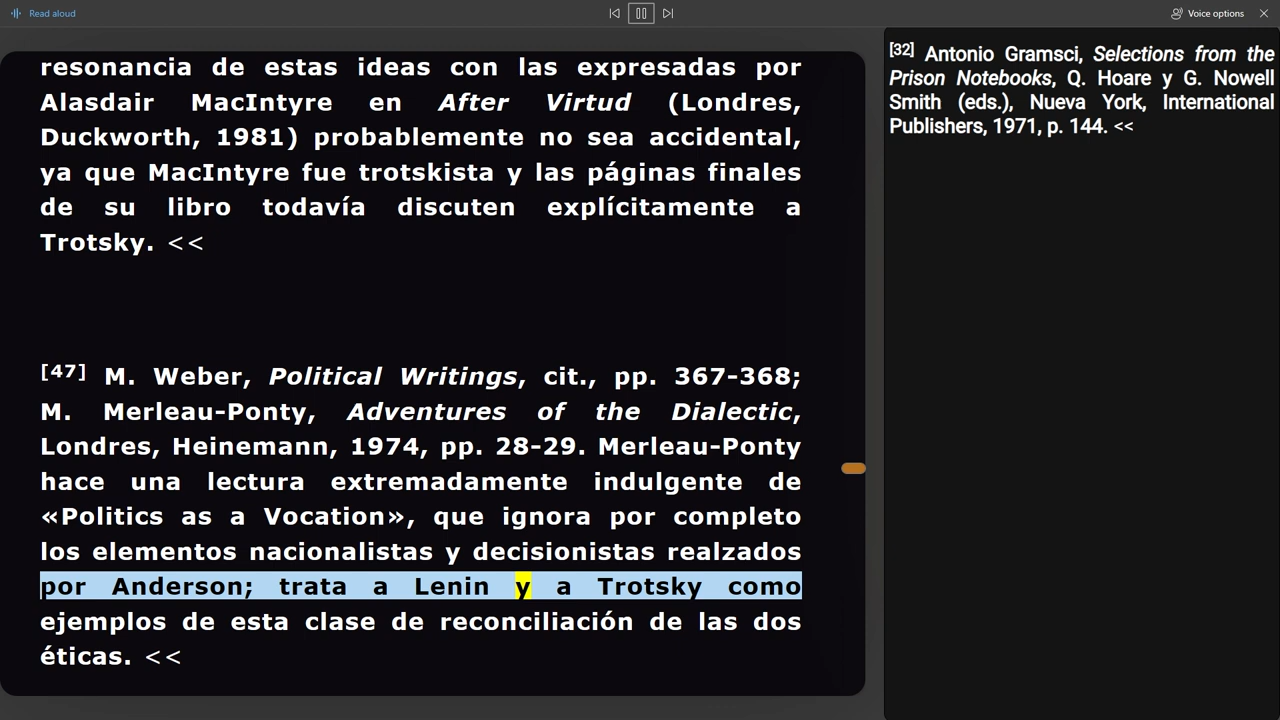 Read aloud
Voice options
resonancia de estas ideas con las expresadas por
Alasdair MacIntyre en After Virtud (Londres,
Duckworth, 1981) probablemente no sea accidental,
ya que MacIntyre fue trotskista y las páginas finales
de su libro todavía discuten explícitamente a
Trotsky. <<
[47] M. Weber, Political Writings, cit., pp. 367-368;
M. Merleau-Ponty, Adventures of the Dialectic,
Londres, Heinemann, 1974, pp. 28-29. Merleau-Ponty
hace una lectura extremadamente indulgente de
«Politics as a Vocation», que ignora por completo
los elementos nacionalistas y decisionistas realzados
por Anderson; trata a Lenin y a Trotsky como
ejemplos de esta clase de reconciliación de las dos
éticas. <<
[32] Antonio Gramsci, Selections from the
Prison Notebooks, Q. Hoare y G. Nowell
Smith (eds.), Nueva York, International
Publishers, 1971, p. 144. <<